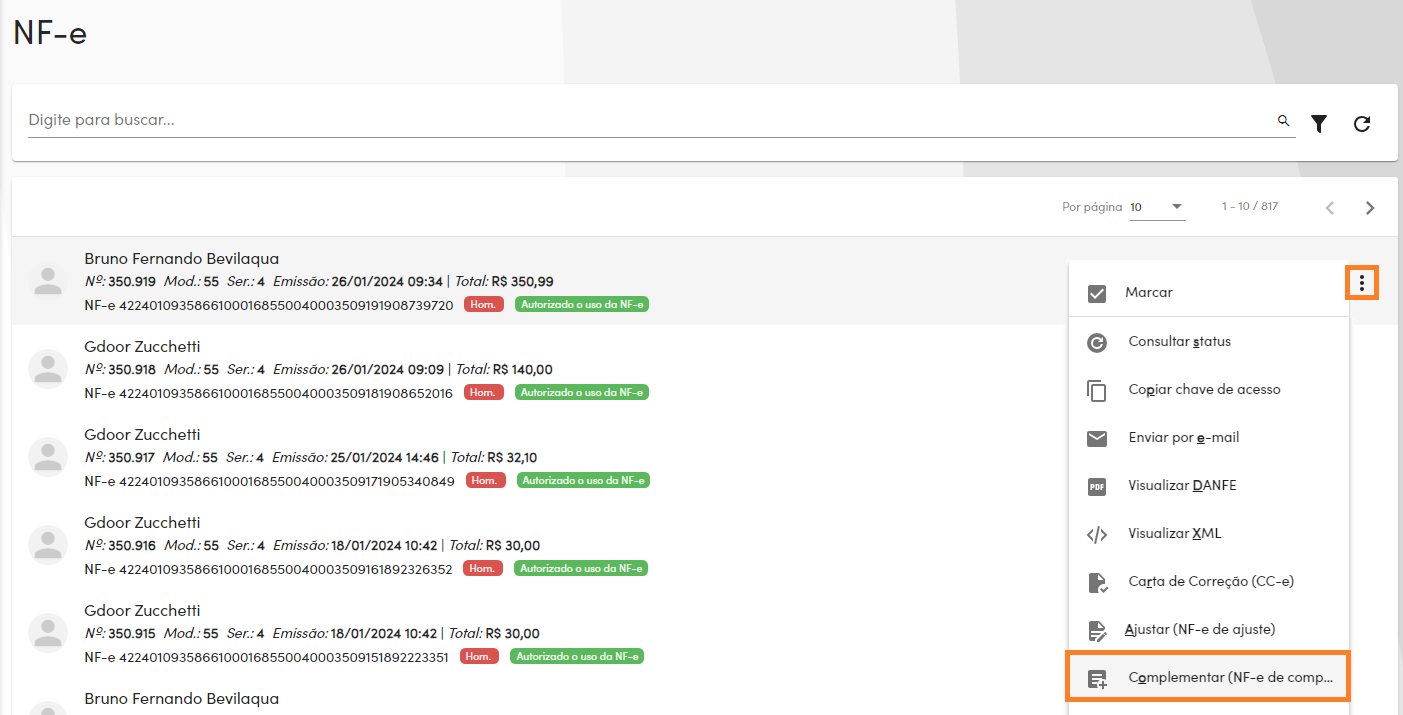 NF-e
Digite para buscar...
Por página 10 1 - 10 / 817
Bruno Fernando Bevilaqua
Nº: 350.919 Mod.: 55 Ser.: 4 Emissão: 26/01/2024 09:34 | Total: R$ 350,99
NF-e 42240109358661000168550040003509191908739720 Hom. Autorizado o uso da NF-e
Marcar
Gdoor Zucchetti
Nº: 350.918 Mod.: 55 Ser.: 4 Emissão: 26/01/2024 09:09 | Total: R$ 140,00
NF-e 42240109358661000168550040003509181908652016 Hom. Autorizado o uso da NF-e
Gdoor Zucchetti
Nº: 350.917 Mod.: 55 Ser.: 4 Emissão: 25/01/2024 14:46 | Total: R$ 32,10
NF-e 42240109358661000168550040003509171905340849 Hom. Autorizado o uso da NF-e
Gdoor Zucchetti
Nº: 350.916 Mod.: 55 Ser.: 4 Emissão: 18/01/2024 10:42 | Total: R$ 30,00
NF-e 42240109358661000168550040003509161892326352 Hom. Autorizado o uso da NF-e
Gdoor Zucchetti
Nº: 350.915 Mod.: 55 Ser.: 4 Emissão: 18/01/2024 10:42 | Total: R$ 30,00
NF-e 42240109358661000168550040003509151892223351 Hom. Autorizado o uso da NF-e
Bruno Fernando Bevilaqua
Consultar status
Copiar chave de acesso
Enviar por e-mail
PDF Visualizar DANFE
Visualizar XML
Carta de Correção (CC-e)
Ajustar (NF-e de ajuste)
Complementar (NF-e de comp...